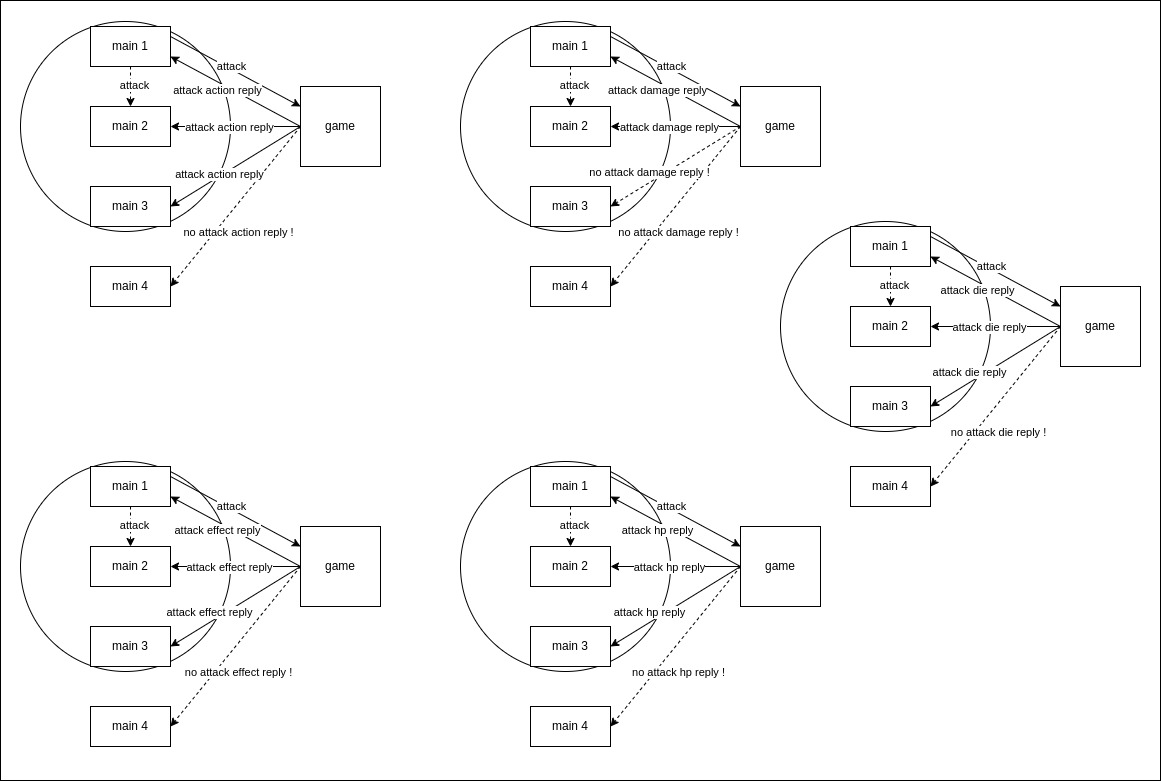 main 1
attack
attack
attack action reply
main 2
attack action reply
game
attack action reply
main 3
no attack action reply !
main 4
main 1
attack
attack
attack damage reply
main 2
attack damage reply
game
no attack damage reply !
main 3
no attack damage reply !
main 4
main 1
attack
attack
attack die reply
main 2
attack die reply
game
attack die reply
main 3
no attack die reply !
main 4
main 1
attack
attack
attack effect reply
main 2
attack effect reply
game
attack effect reply
main 3
no attack effect reply !
main 4
main 1
attack
attack
attack hp reply
main 2
attack hp reply
game
attack hp reply
main 3
no attack hp reply !
main 4